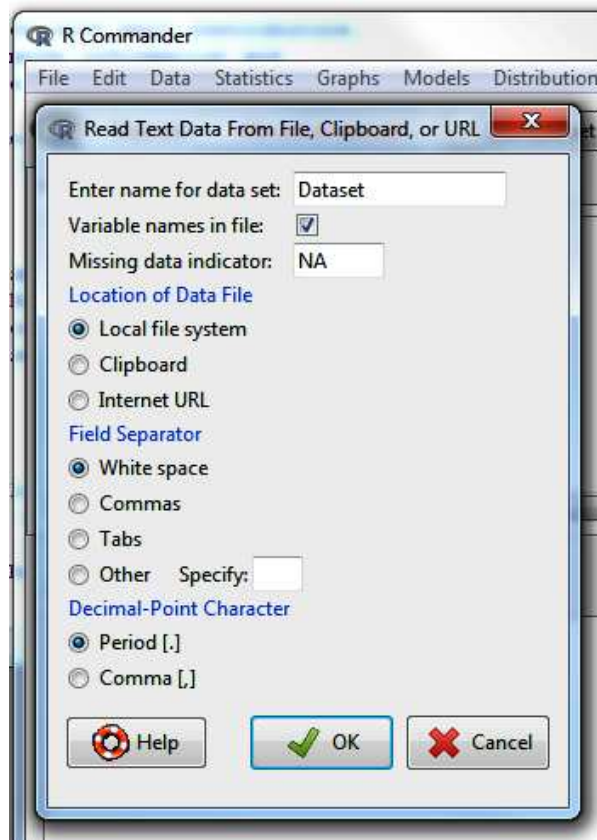 R Commander
File Edit Data Statistics Graphs Models Distribution
Read Text Data From File, Clipboard, or URL
Enter name for data set: Dataset
Variable names in file:
Missing data indicator: NA
Location of Data File
Local file system
Clipboard
Internet URL
Field Separator
White space
Commas
Tabs
Other Specify:
Decimal-Point Character
Period [.]
Comma [,]
Help OK Cancel